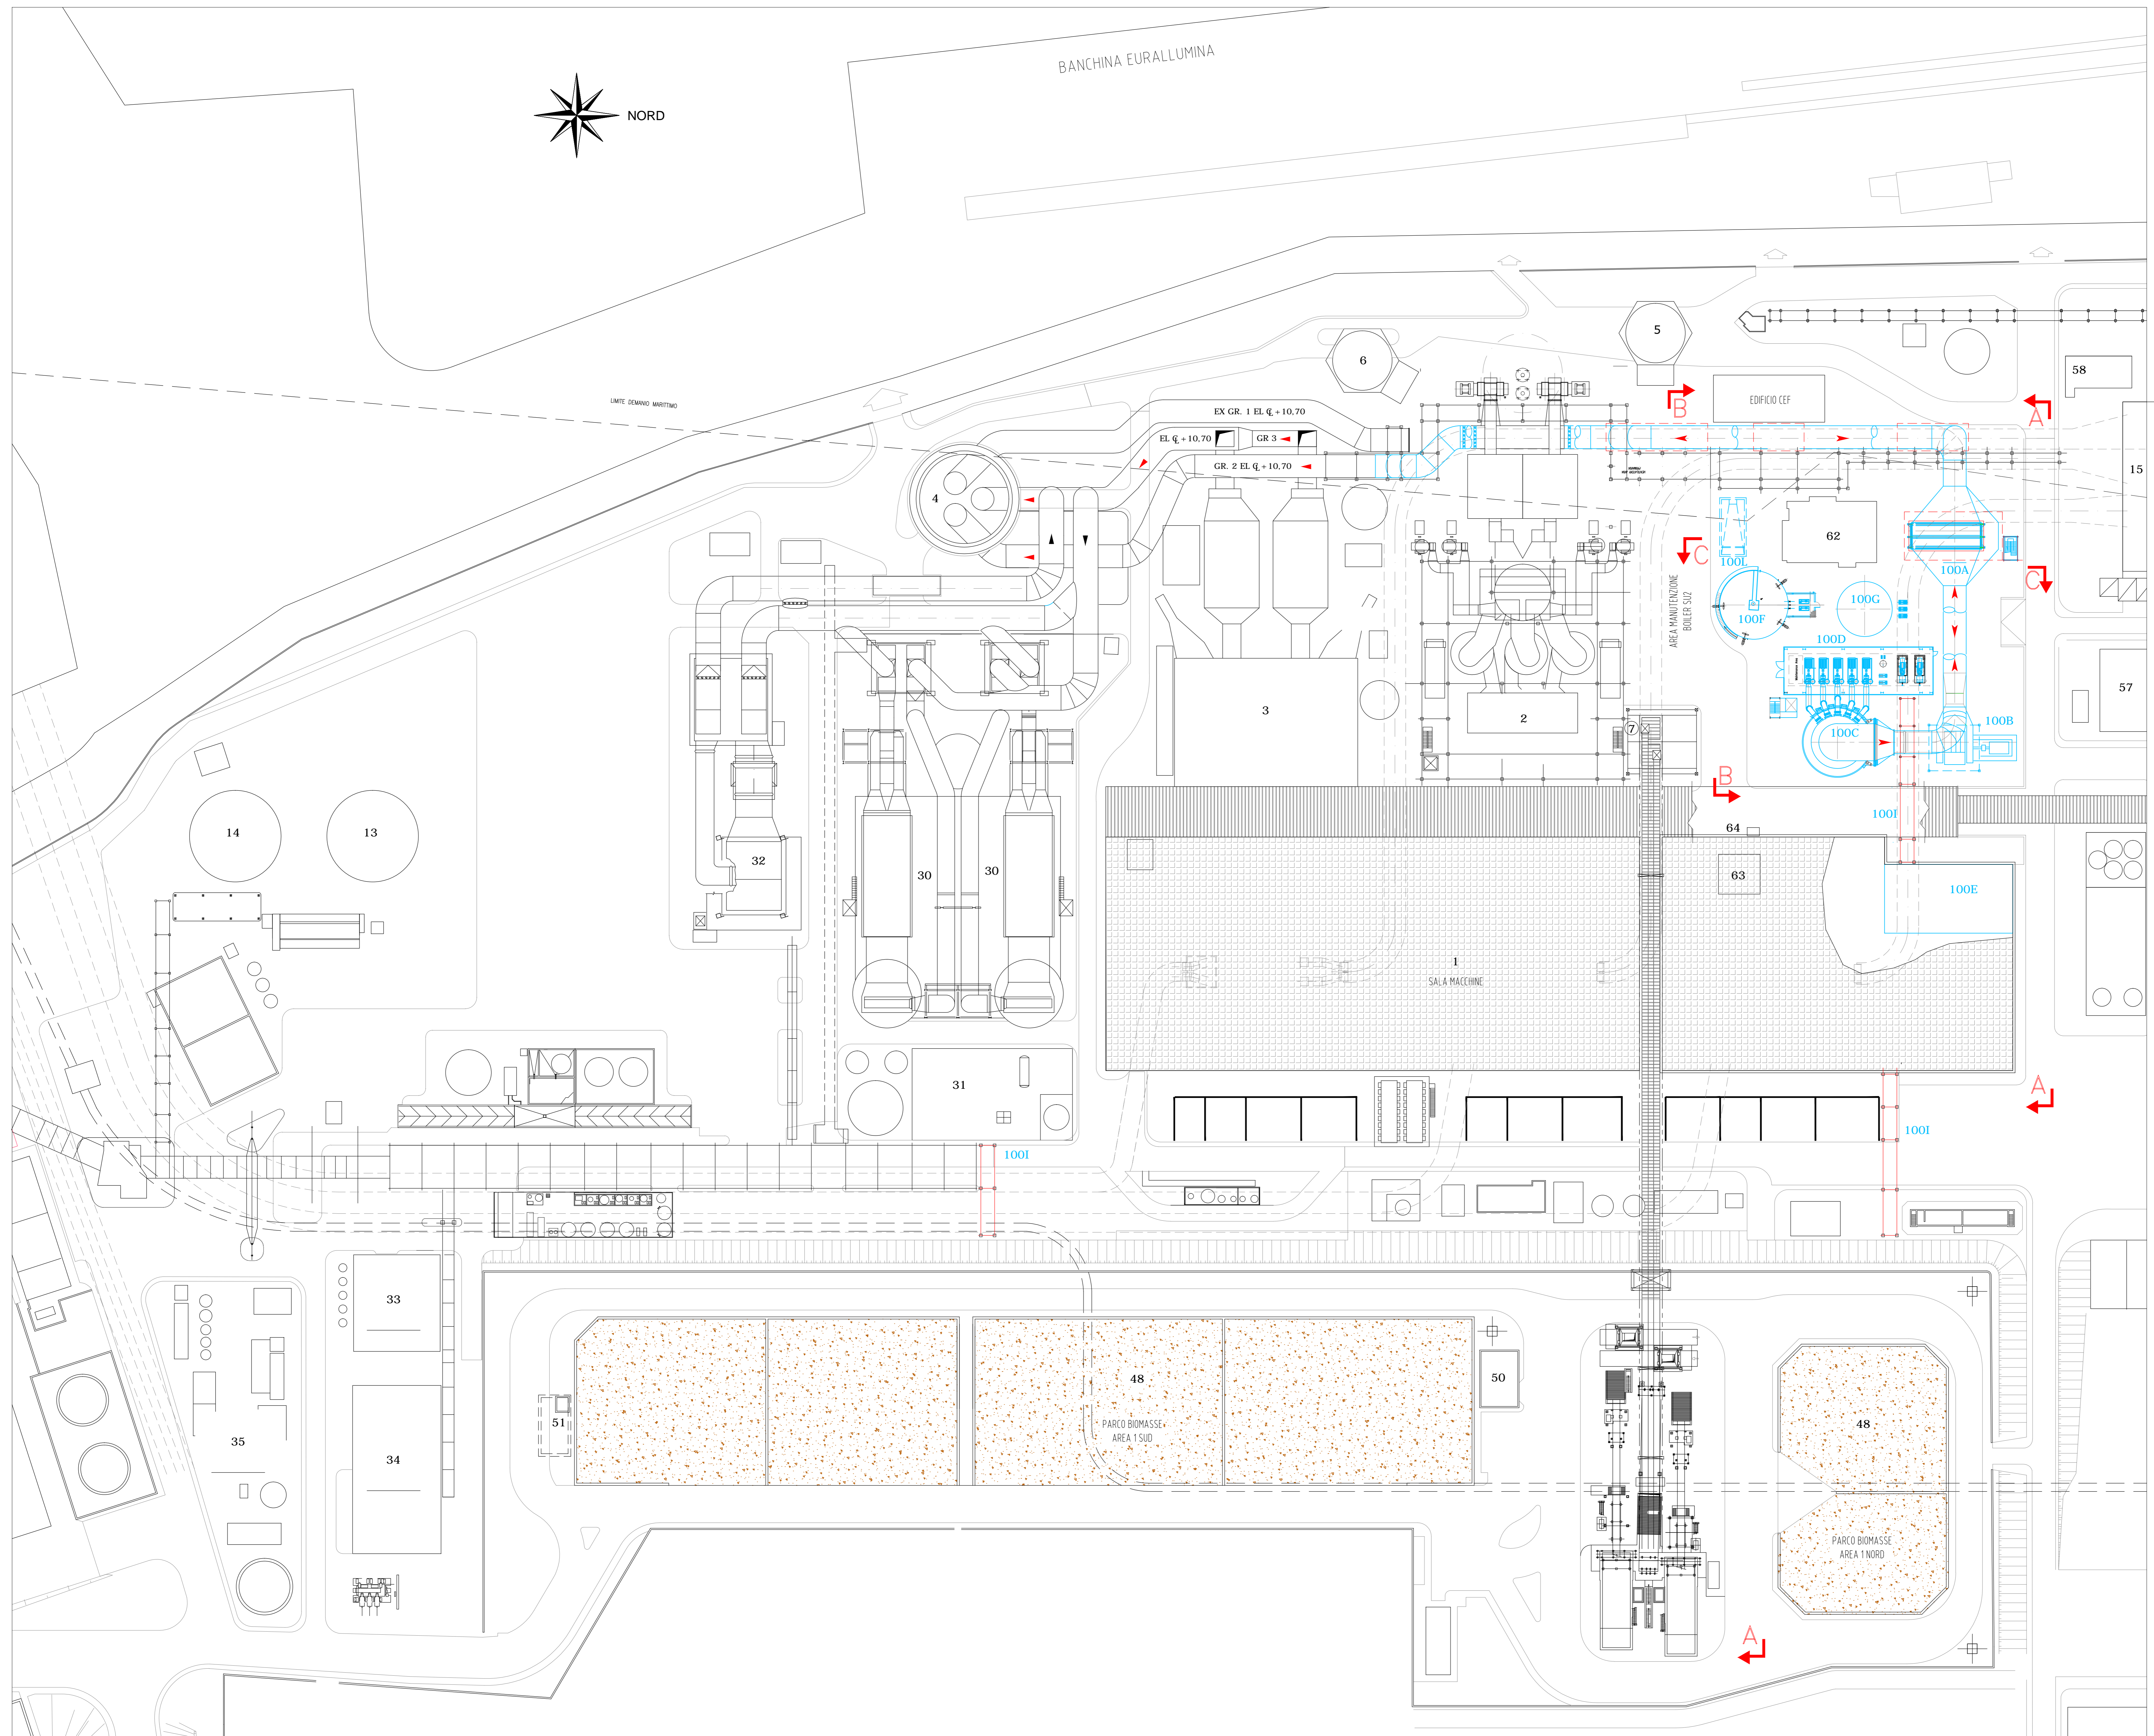 BANCHINA EURALLUMINA
NORD
LIMITE DEMANIO MARITTIMO
5
6
58
EDIFICIO CEF
B
A
EX GR. 1 EL ℄ +10,70
EL ℄ +10,70
GR 3
GR. 2 EL ℄ +10,70
15
4
62
100L
100A
C
C
AREA MANUTENZIONE
BOILER SU2
100G
100F
100D
57
3
2
7
100C
100B
B
100I
64
14
13
32
30
30
63
100E
1
SALA MACCHINE
31
A
100I
100I
33
48
50
51
PARCO BIOMASSE
AREA 1 SUD
48
35
34
PARCO BIOMASSE
AREA 1 NORD
A